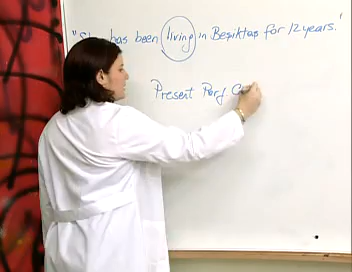 "She has been living in Beşiktaş for 12 years."
Present Perf. C